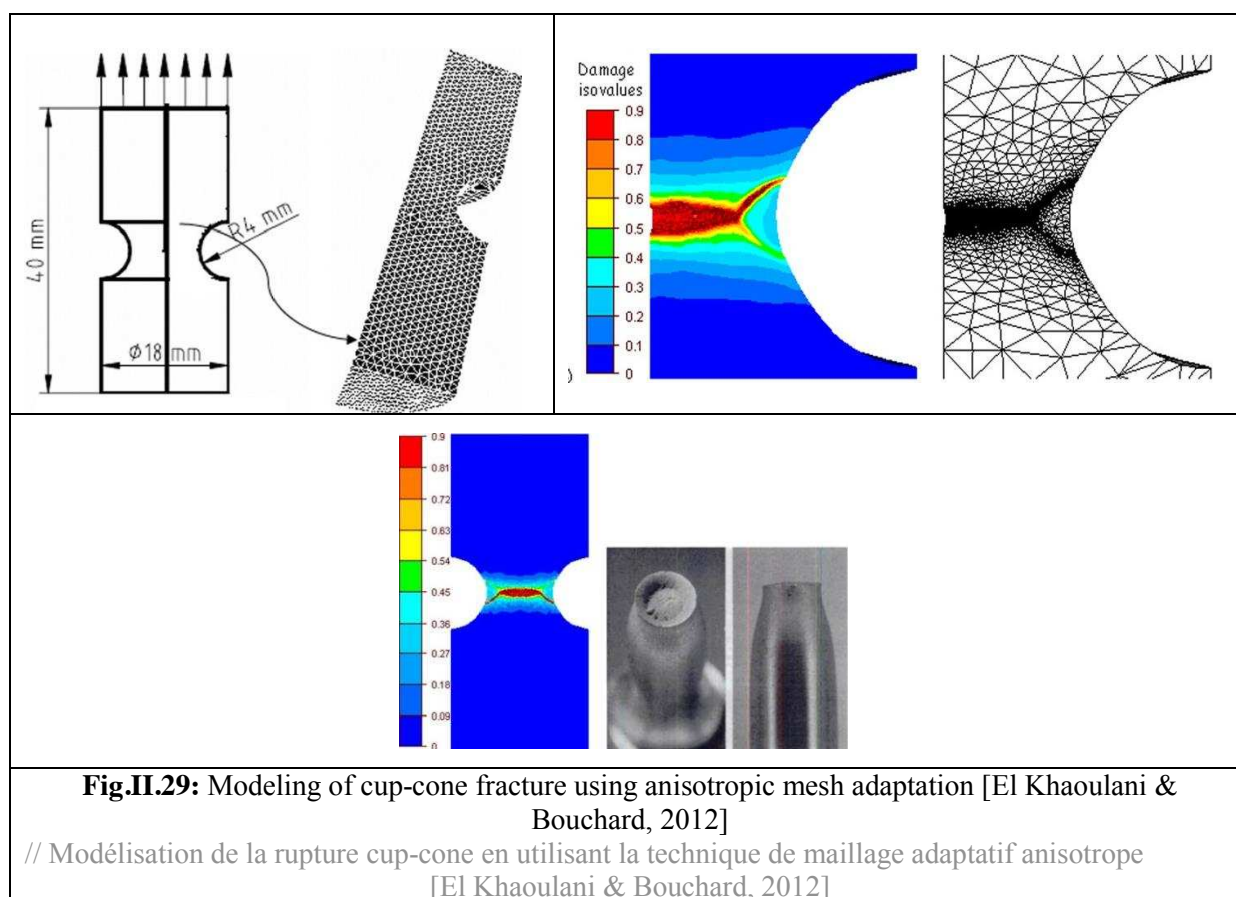 40 mm
R4 mm
Ø18 mm
Damage
isovalues
0.9
0.8
0.7
0.6
0.5
0.4
0.3
0.2
0.1
0
)
0.9
0.81
0.72
0.63
0.54
0.45
0.36
0.27
0.18
0.09
0
Fig.II.29: Modeling of cup-cone fracture using anisotropic mesh adaptation [El Khaoulani &
Bouchard, 2012]
// Modélisation de la rupture cup-cone en utilisant la technique de maillage adaptatif anisotrope
[El Khaoulani & Bouchard, 2012]